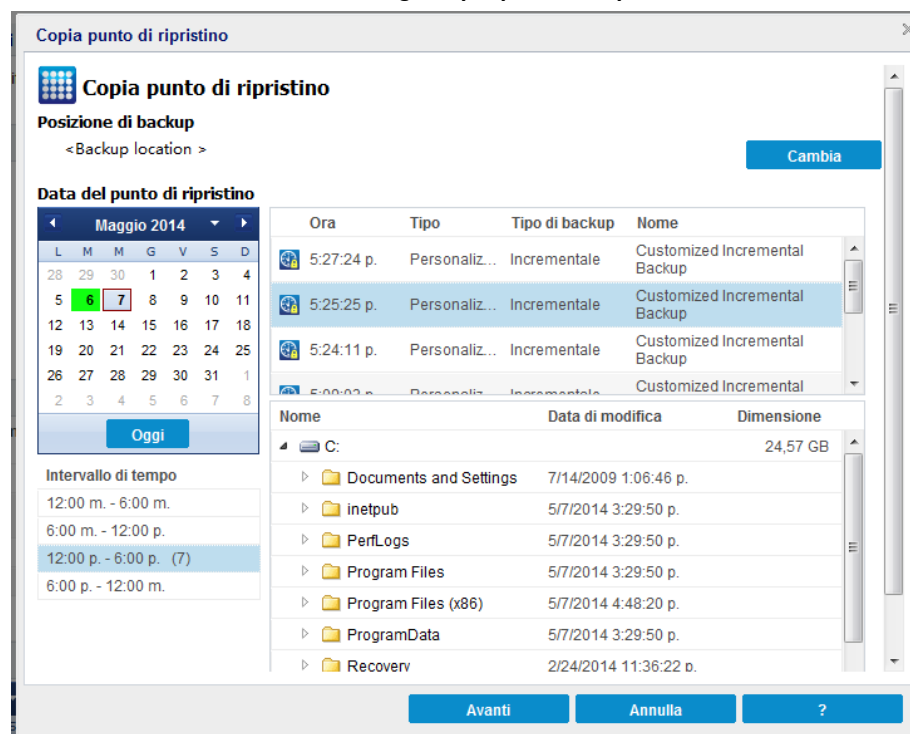 Copia punto di ripristino
Copia punto di ripristino
Posizione di backup
<Backup location >
Cambia
Data del punto di ripristino
Maggio 2014
L M M G V S D
28 29 30 1 2 3 4
5 6 7 8 9 10 11
12 13 14 15 16 17 18
19 20 21 22 23 24 25
26 27 28 29 30 31 1
2 3 4 5 6 7 8
Oggi
Intervallo di tempo
12:00 m. - 6:00 m.
6:00 m. - 12:00 p.
12:00 p. - 6:00 p. (7)
6:00 p. - 12:00 m.
Ora Tipo Tipo di backup Nome
5:27:24 p. Personaliz... Incrementale Customized Incremental
Backup
5:25:25 p. Personaliz... Incrementale Customized Incremental
Backup
5:24:11 p. Personaliz... Incrementale Customized Incremental
Backup
Personaliz... Incrementale Customized Incremental
Nome Data di modifica Dimensione
C: 24,57 GB
Documents and Settings 7/14/2009 1:06:46 p.
inetpub 5/7/2014 3:29:50 p.
PerfLogs 5/7/2014 3:29:50 p.
Program Files 5/7/2014 3:29:50 p.
Program Files (x86) 5/7/2014 4:48:20 p.
ProgramData 5/7/2014 3:29:50 p.
Recovery 2/24/2014 11:36:22 p.
Avanti Annulla ?